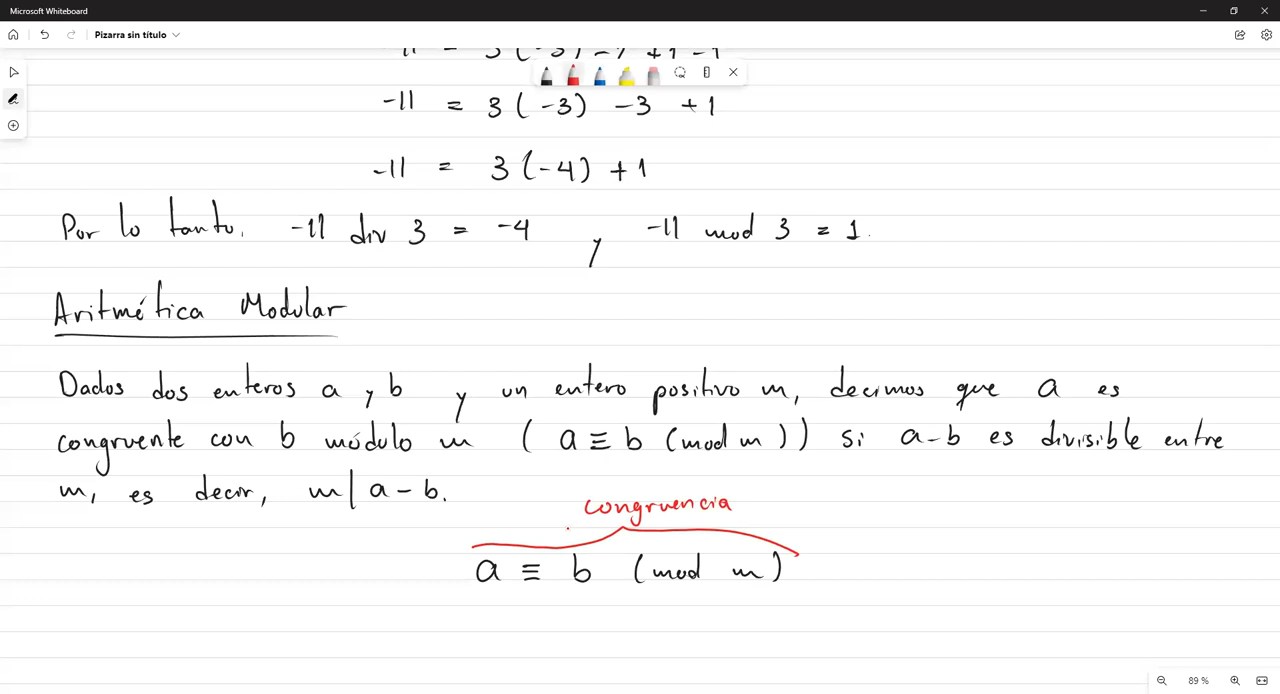 Microsoft Whiteboard
Pizarra sin título
-11 = 3(-3) -3 +1
-11 = 3(-4) +1
Por lo tanto, -11 div 3 = -4 y -11 mod 3 = 1.
Aritmética Modular
Dados dos enteros a y b y un entero positivo m, decimos que a es
congruente con b módulo m (a ≡ b (mod m)) si a-b es divisible entre
m, es decir, m | a-b.
congruencia
a ≡ b (mod m)
89 %